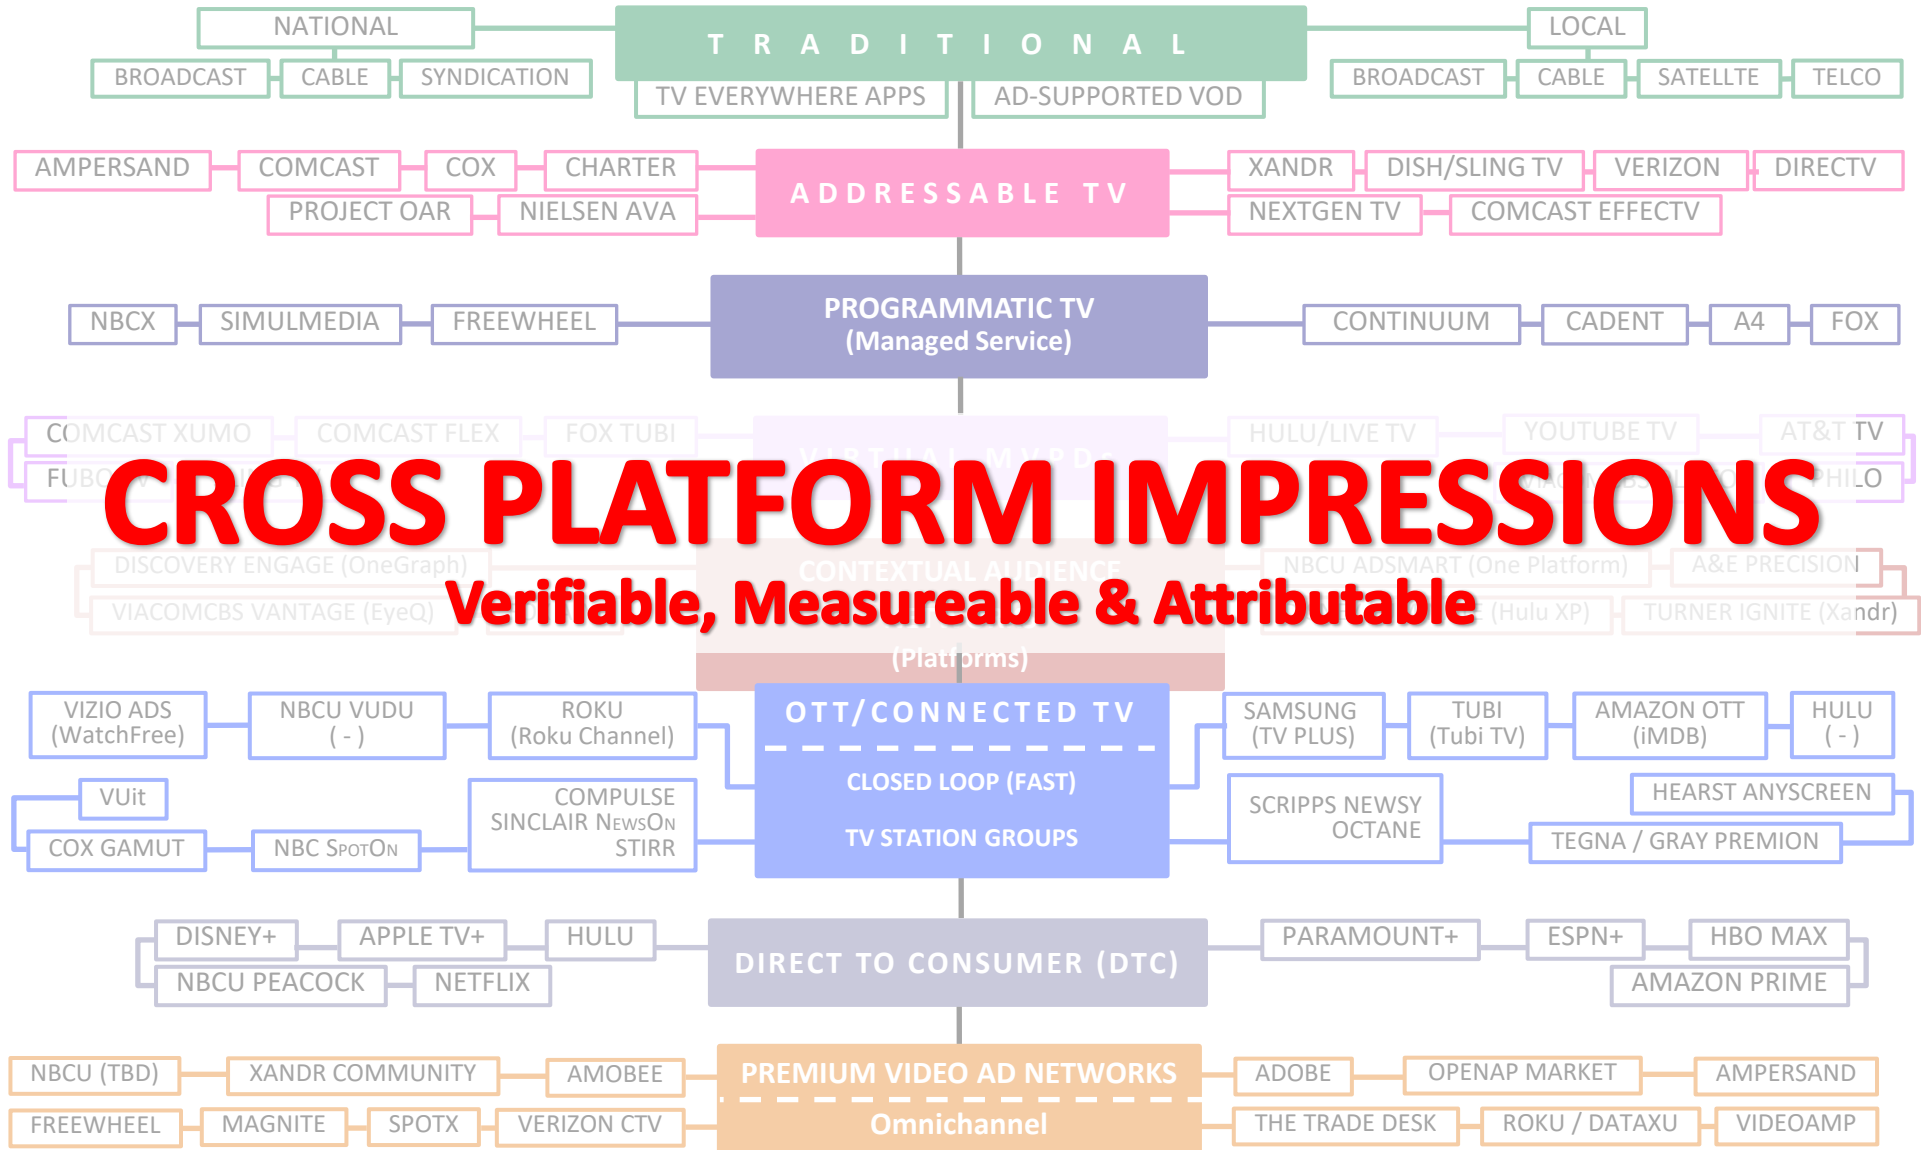 NATIONAL
TRADITIONAL
LOCAL
BROADCAST CABLE SYNDICATION
BROADCAST CABLE SATELLTE TELCO
TV EVERYWHERE APPS AD-SUPPORTED VOD
AMPERSAND COMCAST COX CHARTER
ADDRESSABLE TV
XANDR DISH/SLING TV VERIZON DIRECTV
PROJECT OAR NIELSEN AVA
NEXTGEN TV COMCAST EFFECTV
PROGRAMMATIC TV
(Managed Service)
NBCX SIMULMEDIA FREEWHEEL
CONTINUUM CADENT A4 FOX
COMCAST XUMO COMCAST FLEX FOX TUBI
VIRTUAL MVPDs
HULU/LIVE TV YOUTUBE TV AT&T TV
PHILO
CROSS PLATFORM IMPRESSIONS
DISCOVERY ENGAGE (OneGraph)
CONTEXTUAL AUDIENCE
NBCU ADSMART (One Platform) A&E PRECISION
Verifiable, Measureable & Attributable
VIACOMCBS VANTAGE (EyeQ)
(Hulu XP) TURNER IGNITE (Xandr)
(Platforms)
OTT/CONNECTED TV
VIZIO ADS
(WatchFree)
NBCU VUDU
( - )
ROKU
(Roku Channel)
SAMSUNG
(TV PLUS)
TUBI
(Tubi TV)
AMAZON OTT
(iMDB)
HULU
( - )
CLOSED LOOP (FAST)
VUit
COX GAMUT
NBC SPOTON
COMPULSE
SINCLAIR NEWSON
STIRR
TV STATION GROUPS
SCRIPPS NEWSY
OCTANE
HEARST ANYSCREEN
TEGNA / GRAY PREMION
DISNEY+ APPLE TV+ HULU
DIRECT TO CONSUMER (DTC)
PARAMOUNT+ ESPN+ HBO MAX
NBCU PEACOCK NETFLIX
AMAZON PRIME
NBCU (TBD) XANDR COMMUNITY AMOBEE
PREMIUM VIDEO AD NETWORKS
ADOBE OPENAP MARKET AMPERSAND
FREEWHEEL MAGNITE SPOTX VERIZON CTV
Omnichannel
THE TRADE DESK ROKU / DATAXU VIDEOAMP